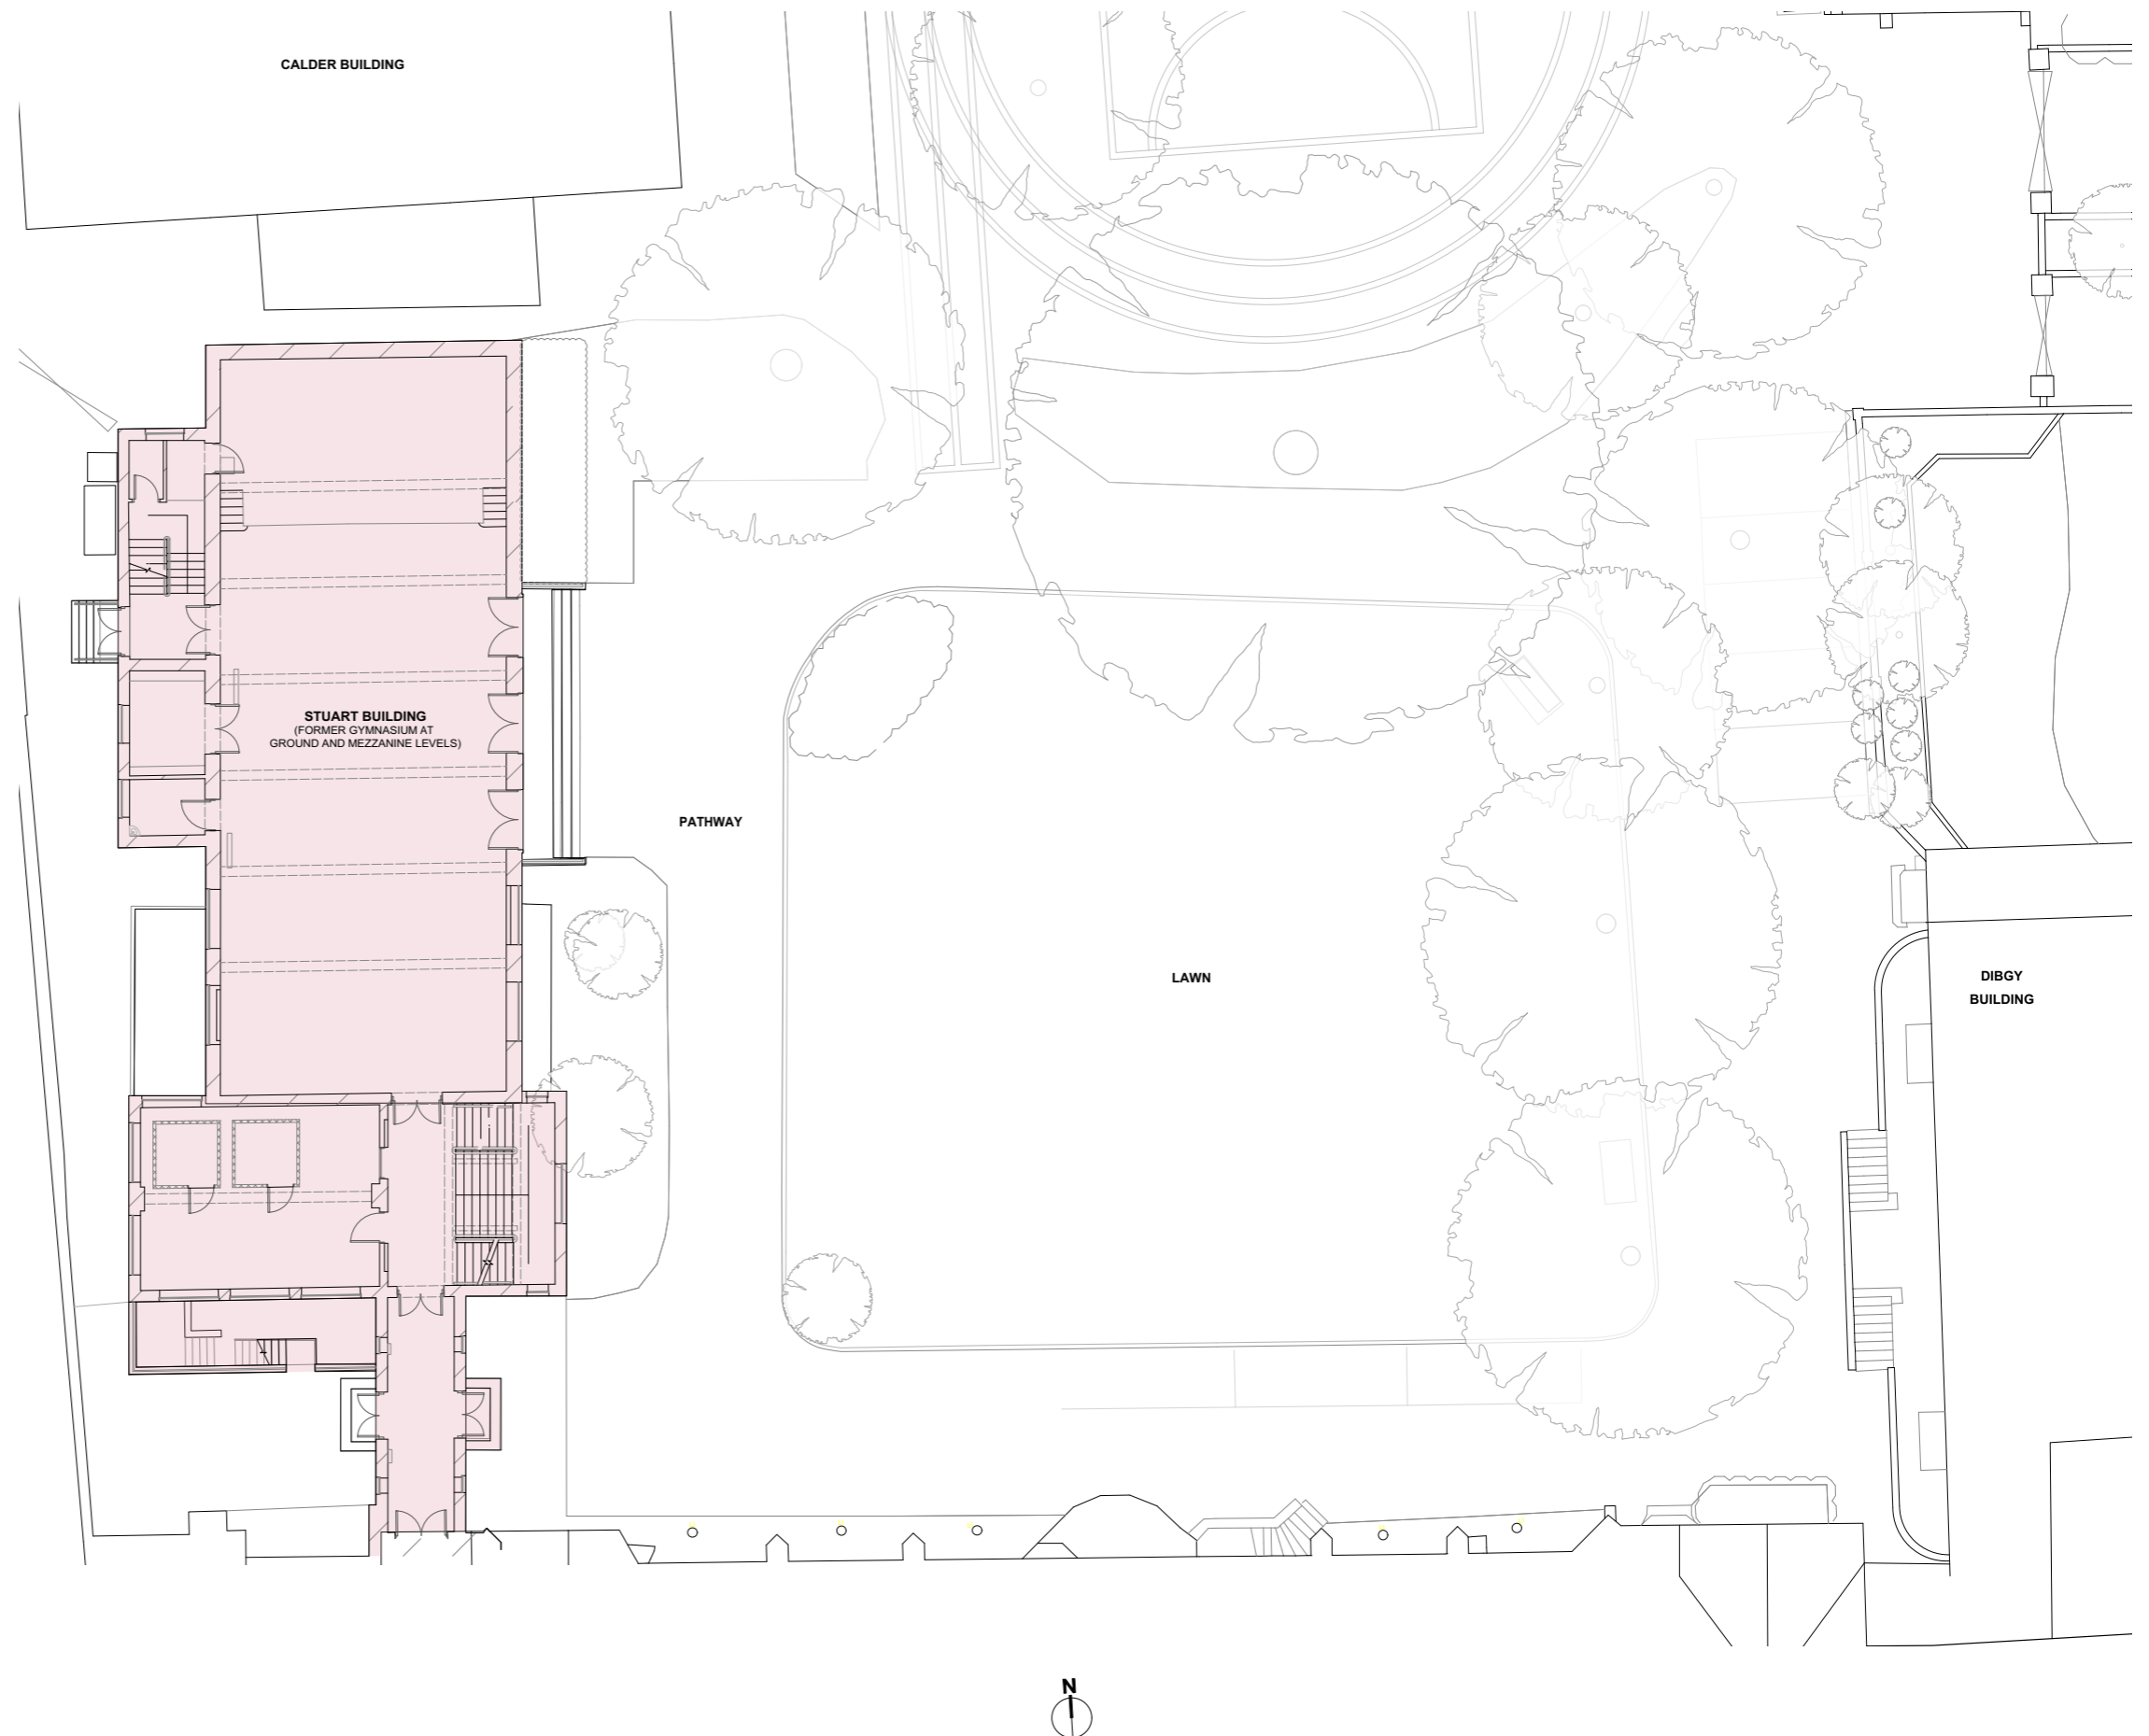 CALDER BUILDING
STUART BUILDING
(FORMER GYMNASIUM AT
GROUND AND MEZZANINE LEVELS)
PATHWAY
LAWN
DIBGY
BUILDING
N